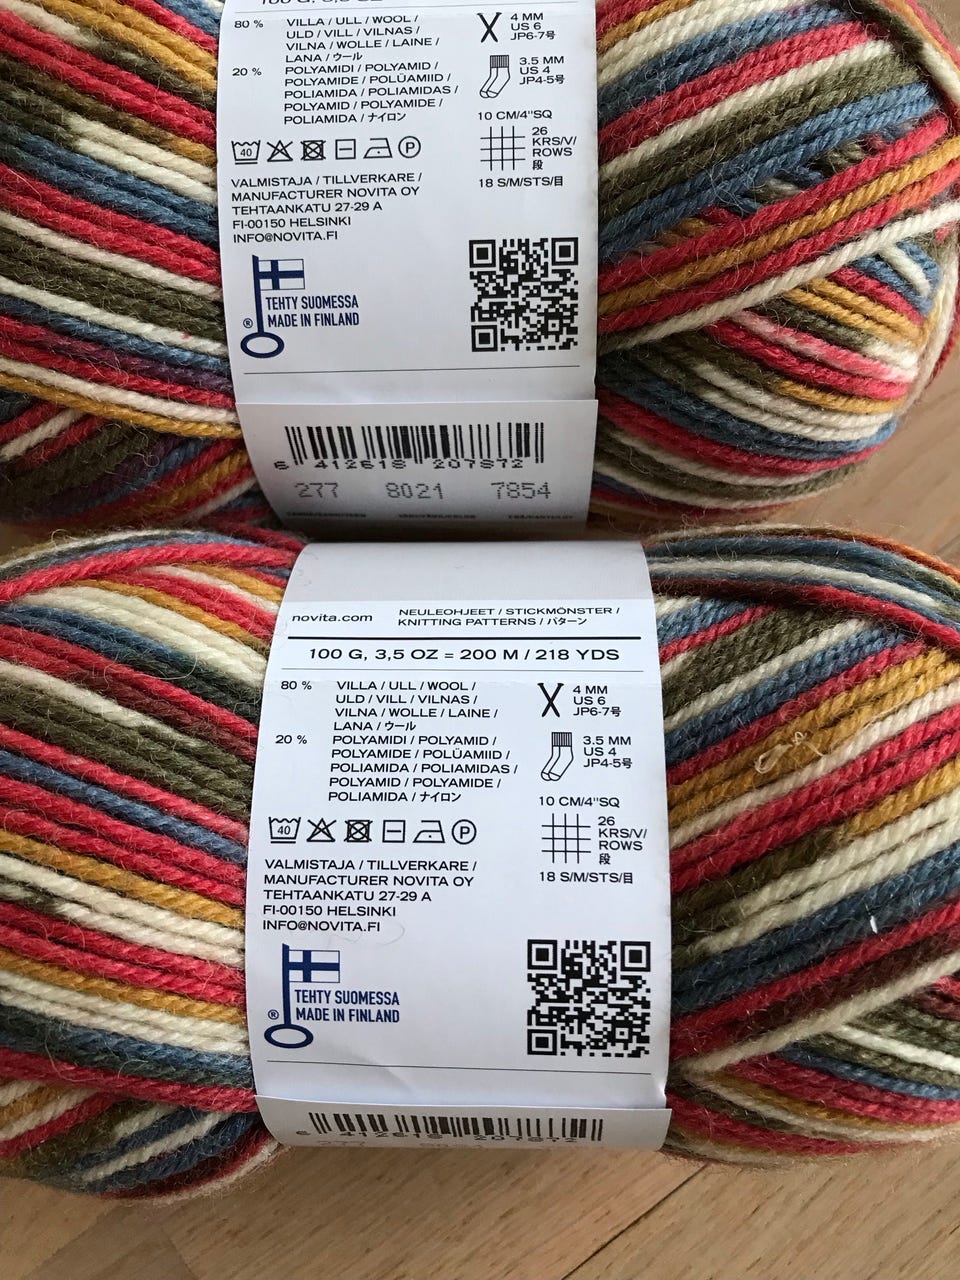 100 G, 3,5 OZ
80 % VILLA / ULL / WOOL /
ULD / VILL / VILNAS /
VILNA / WOLLE / LAINE /
LANA / ウール
20 % POLYAMIDI / POLYAMID /
POLYAMIDE / POLÜAMIID /
POLIAMIDA / POLIAMIDAS /
POLYAMID / POLYAMIDE /
POLIAMIDA / ナイロン
4 MM
US 6
JP6-7号
3.5 MM
US 4
JP4-5号
10 CM/4"SQ
26
KRS/V/
ROWS
段
18 S/M/STS/目
40
P
VALMISTAJA / TILLVERKARE /
MANUFACTURER NOVITA OY
TEHTAANKATU 27-29 A
FI-00150 HELSINKI
INFO@NOVITA.FI
TEHTY SUOMESSA
® MADE IN FINLAND
6 412618 207872
277 8021 7854
novita.com
NEULEOHJEET / STICKMÖNSTER /
KNITTING PATTERNS / パターン
100 G, 3,5 OZ = 200 M / 218 YDS
80 % VILLA / ULL / WOOL /
ULD / VILL / VILNAS /
VILNA / WOLLE / LAINE /
LANA / ウール
20 % POLYAMIDI / POLYAMID /
POLYAMIDE / POLÜAMIID /
POLIAMIDA / POLIAMIDAS /
POLYAMID / POLYAMIDE /
POLIAMIDA / ナイロン
4 MM
US 6
JP6-7号
3.5 MM
US 4
JP4-5号
10 CM/4"SQ
26
KRS/V/
ROWS
段
18 S/M/STS/目
40
P
VALMISTAJA / TILLVERKARE /
MANUFACTURER NOVITA OY
TEHTAANKATU 27-29 A
FI-00150 HELSINKI
INFO@NOVITA.FI
TEHTY SUOMESSA
® MADE IN FINLAND
6 412618 207872